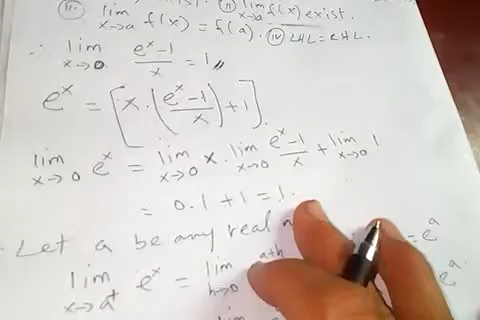 (iii) lim x→a f(x) = f(a). (ii) lim x→a f(x) exist. (iv) LHL = RHL.
∴ lim x→0 (e^x-1)/x = 1
e^x = [x.((e^x-1)/x)+1].
lim x→0 e^x = lim x→0 x. lim x→0 (e^x-1)/x + lim x→0 1
= 0.1 + 1 = 1.
Let a be any real = e^a
lim x→a⁺ e^x = lim h→0 a+h e^a
lim